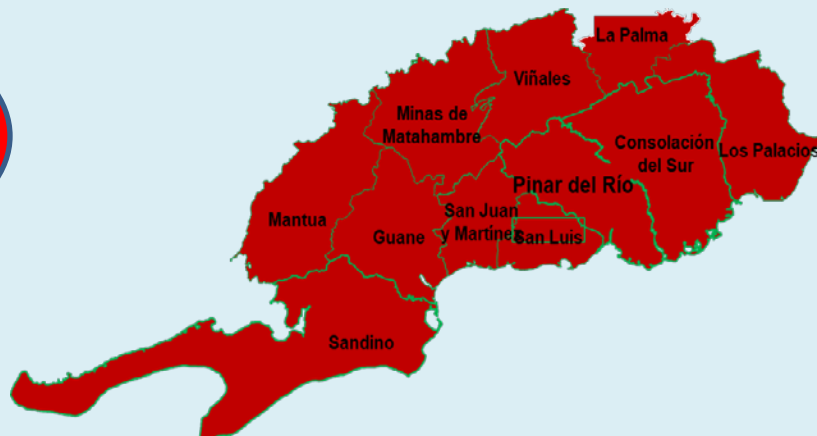 La Palma
Viñales
Minas de
Matahambre
Consolación
del Sur
Los Palacios
Pinar del Río
San Juan
y Martínez
San Luis
Mantua
Guane
Sandino